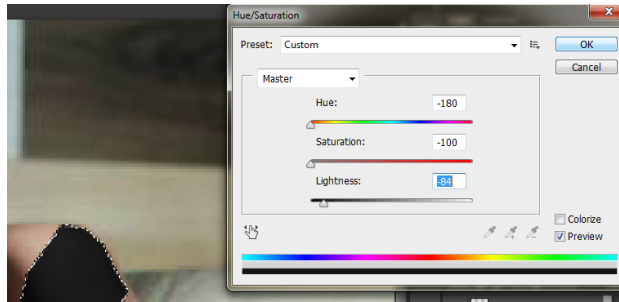 Hue/Saturation
Preset: Custom
OK
Cancel
Master
Hue: -180
Saturation: -100
Lightness: -84
Colorize
Preview